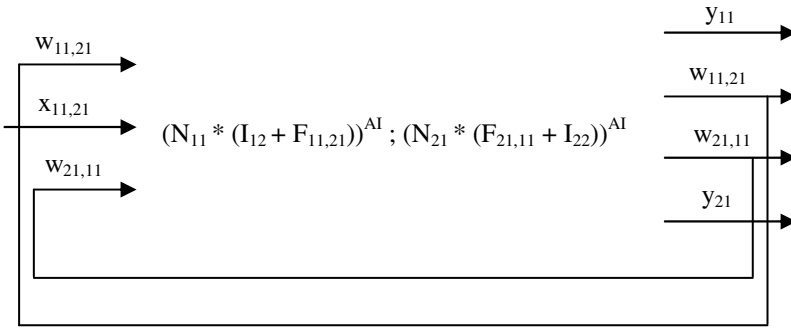 y₁₁
w₁₁,₂₁
w₁₁,₂₁
x₁₁,₂₁
(N₁₁ * (I₁₂ + F₁₁,₂₁))ᴬᴵ ; (N₂₁ * (F₂₁,₁₁ + I₂₂))ᴬᴵ
w₂₁,₁₁
w₂₁,₁₁
y₂₁